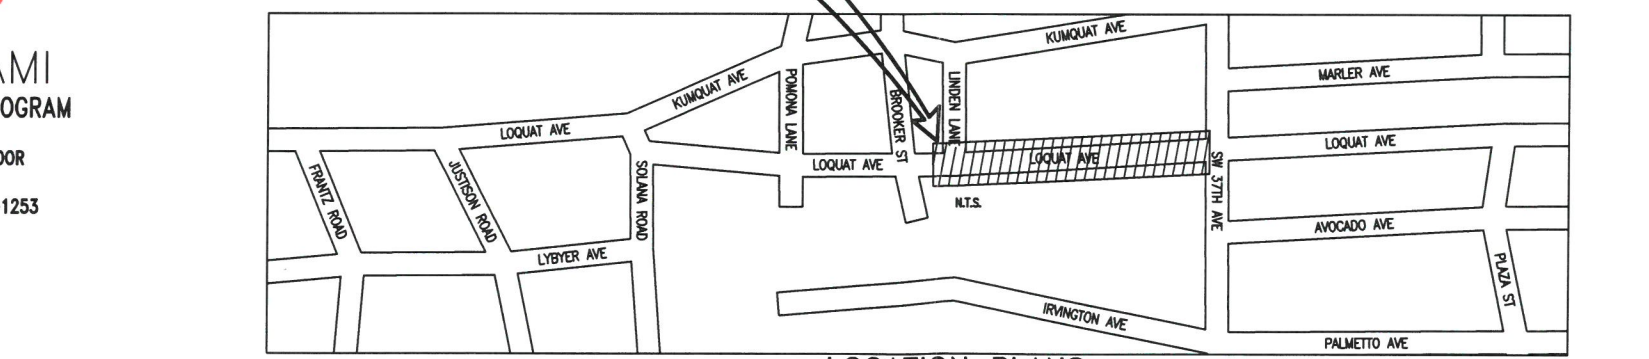 AMI
OGRAM
OOR
1253
KUMQUAT AVE
MARLER AVE
KUMQUAT AVE
POMONA LANE
BROOKER ST
LINDEN LANE
LOQUAT AVE
LOQUAT AVE
LOQUAT AVE
LOQUAT AVE
SW 37TH AVE
FRANTZ ROAD
JUSTISON ROAD
SOLANA ROAD
N.T.S.
AVOCADO AVE
LYBYER AVE
PLAZA ST
IRVINGTON AVE
PALMETTO AVE
LOCATION PLANS